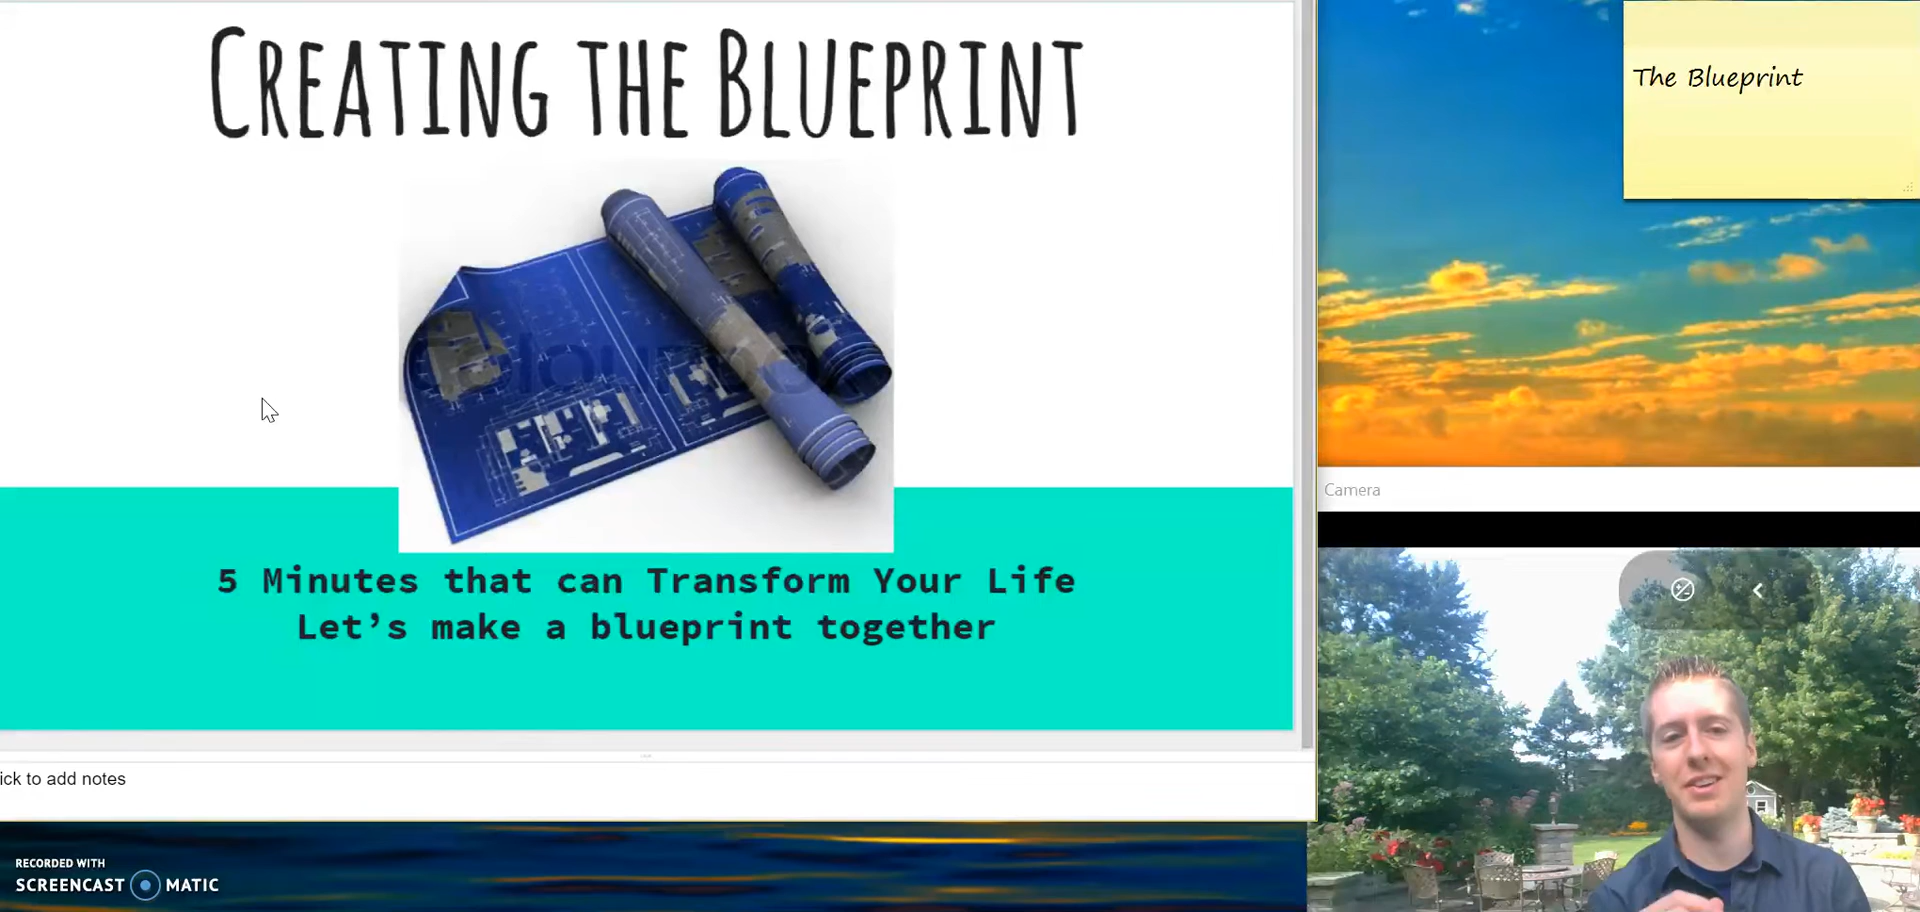 CREATING THE BLUEPRINT
5 Minutes that can Transform Your Life
Let's make a blueprint together
ick to add notes
RECORDED WITH
SCREENCAST MATIC
The Blueprint
Camera